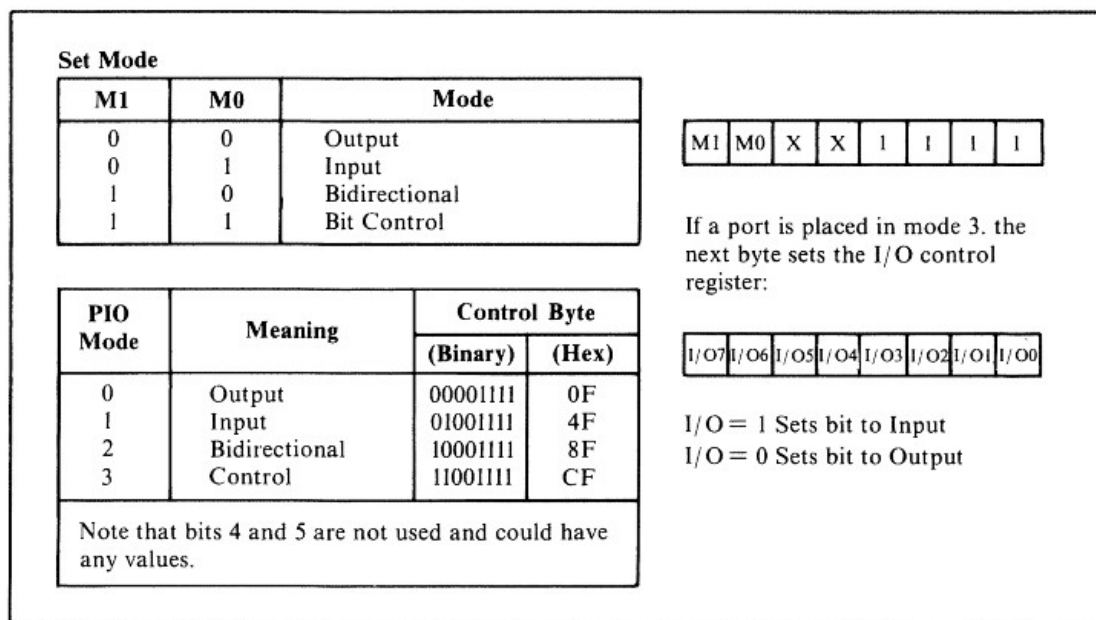 Set Mode
M1 M0 Mode
0 0 Output
0 1 Input
1 0 Bidirectional
1 1 Bit Control
M1 M0 X X 1 1 1 1
If a port is placed in mode 3. the
next byte sets the I/O control
register:
PIO Mode Meaning Control Byte
(Binary) (Hex)
0 Output 00001111 0F
1 Input 01001111 4F
2 Bidirectional 10001111 8F
3 Control 11001111 CF
Note that bits 4 and 5 are not used and could have
any values.
I/O7 I/O6 I/O5 I/O4 I/O3 I/O2 I/O1 I/O0
I/O = 1 Sets bit to Input
I/O = 0 Sets bit to Output